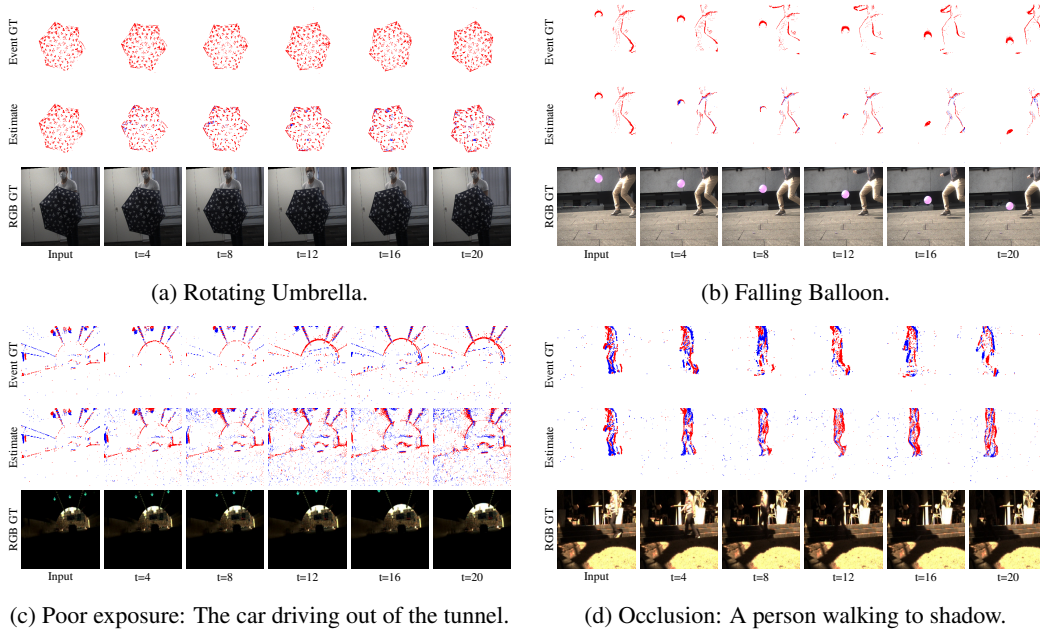 Event GT
Estimate
RGB GT
Input t=4 t=8 t=12 t=16 t=20
(a) Rotating Umbrella.
Event GT
Estimate
RGB GT
Input t=4 t=8 t=12 t=16 t=20
(b) Falling Balloon.
Event GT
Estimate
RGB GT
Input t=4 t=8 t=12 t=16 t=20
(c) Poor exposure: The car driving out of the tunnel.
Event GT
Estimate
RGB GT
Input t=4 t=8 t=12 t=16 t=20
(d) Occlusion: A person walking to shadow.